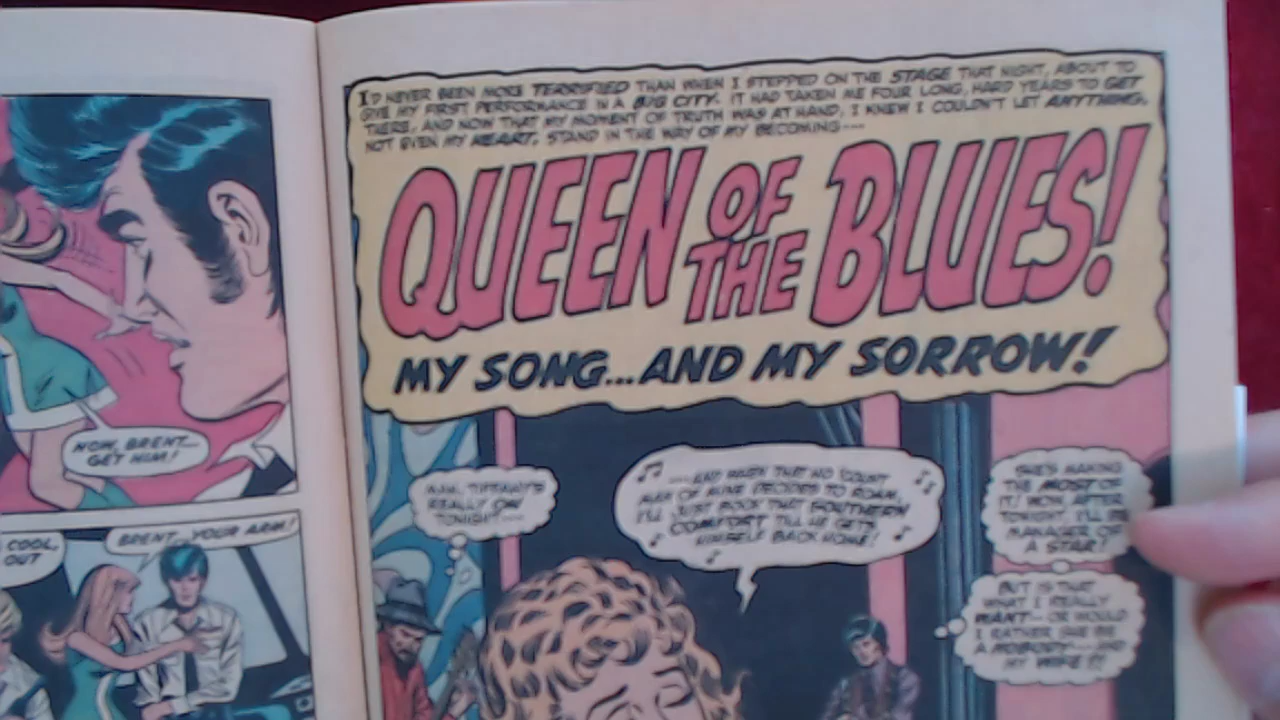 NOW, BRENT--
GET HIM!
COOL,
OUT
BRENT--YOUR ARM!
I'D NEVER BEEN MORE TERRIFIED THAN WHEN I STEPPED ON THE STAGE THAT NIGHT, ABOUT TO
GIVE MY FIRST PERFORMANCE IN A BIG CITY. IT HAD TAKEN ME FOUR LONG, HARD YEARS TO GET
THERE, AND NOW THAT MY MOMENT OF TRUTH WAS AT HAND, I KNEW I COULDN'T LET ANYTHING,
NOT EVEN MY HEART, STAND IN THE WAY OF MY BECOMING---
QUEEN OF THE BLUES!
MY SONG...AND MY SORROW!
TIFFANY'S
REALLY ON
TONIGHT---
---AND WHEN THAT NO 'COUNT
MAN OF MINE DECIDES TO ROAM,
I'LL JUST ROCK THAT SOUTHERN
COMFORT TILL HE GETS
HIMSELF BACK HOME!
SHE'S MAKING
THE MOST OF
IT! AFTER
TONIGHT, I'LL BE
MANAGER OF
A STAR!
BUT IS THAT
WHAT I REALLY
WANT-- OR WOULD
I RATHER SHE BE
A NOBODY---AND
MY WIFE?!